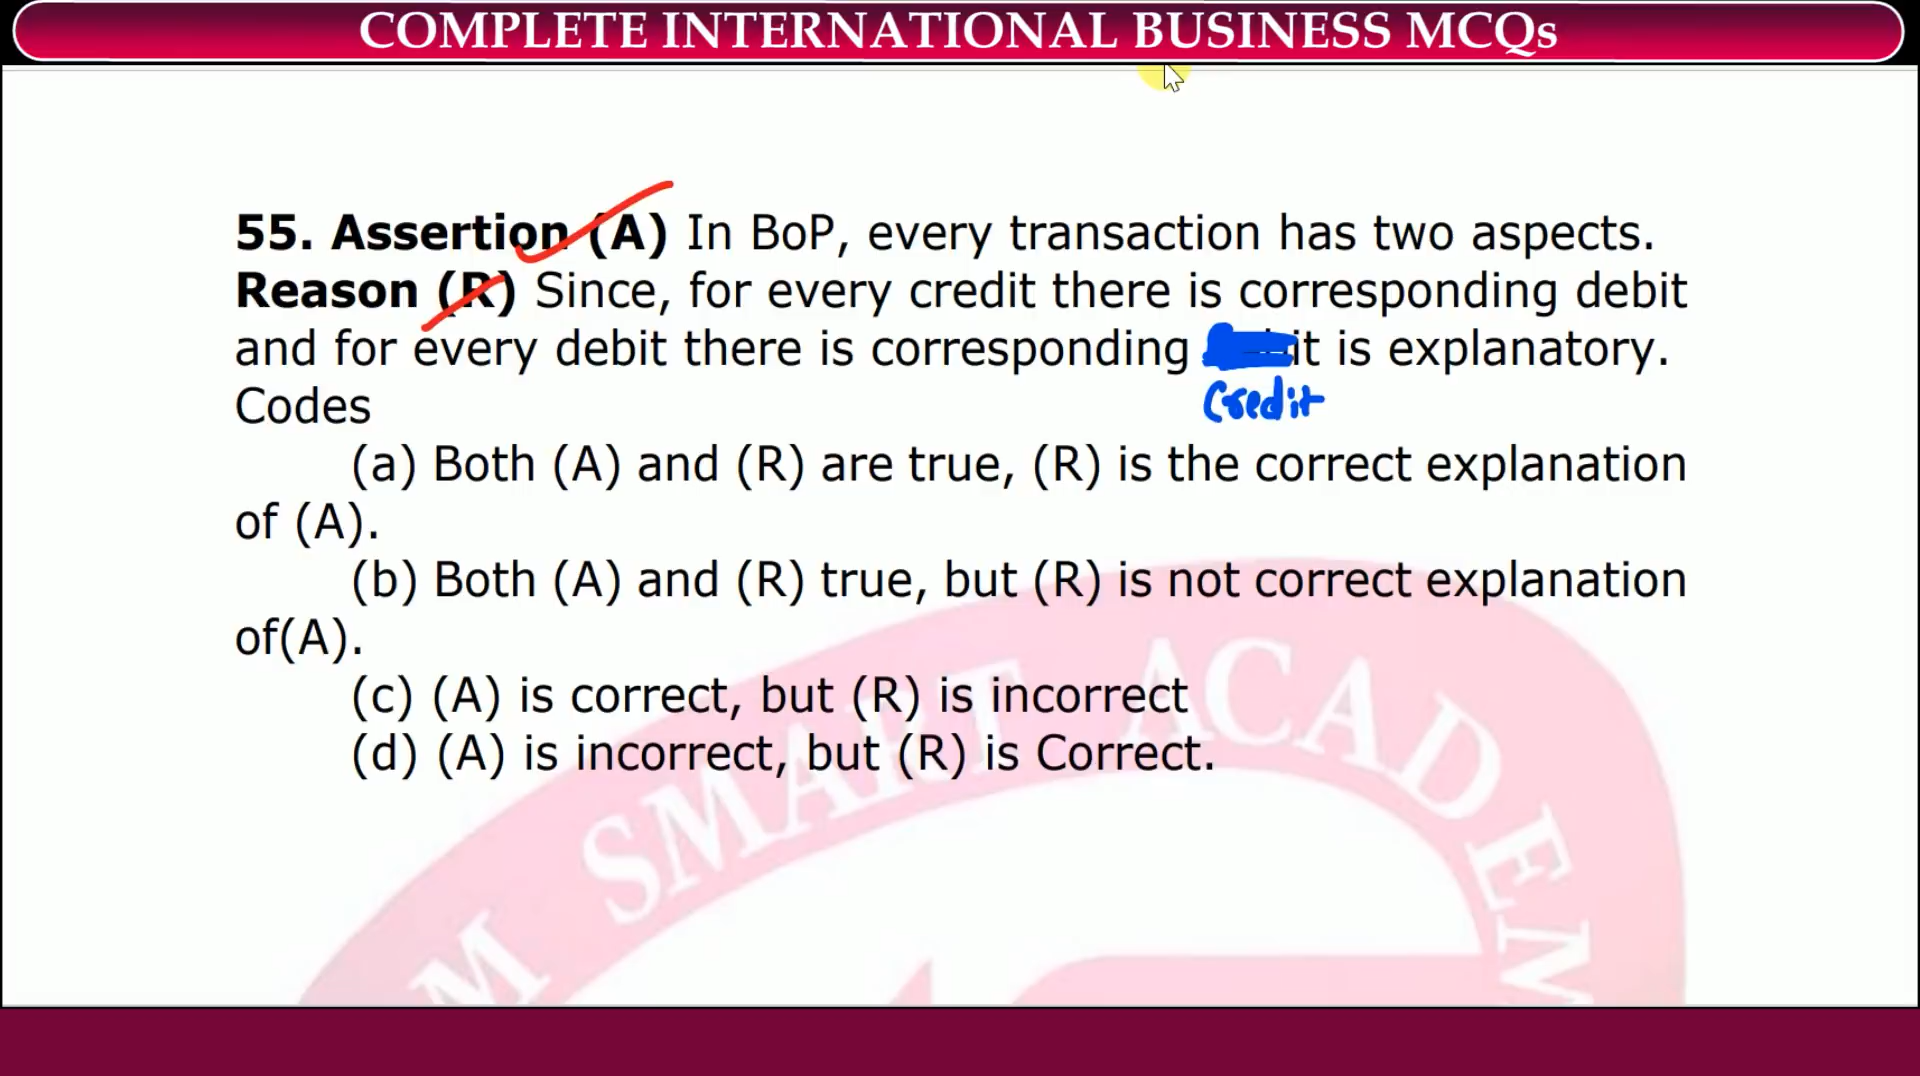 COMPLETE INTERNATIONAL BUSINESS MCQs
55. Assertion (A) In BoP, every transaction has two aspects.
Reason (R) Since, for every credit there is corresponding debit
and for every debit there is corresponding it is explanatory.
Credit
Codes
(a) Both (A) and (R) are true, (R) is the correct explanation
of (A).
(b) Both (A) and (R) true, but (R) is not correct explanation
of(A).
(c) (A) is correct, but (R) is incorrect
(d) (A) is incorrect, but (R) is Correct.
M SMART ACADEM